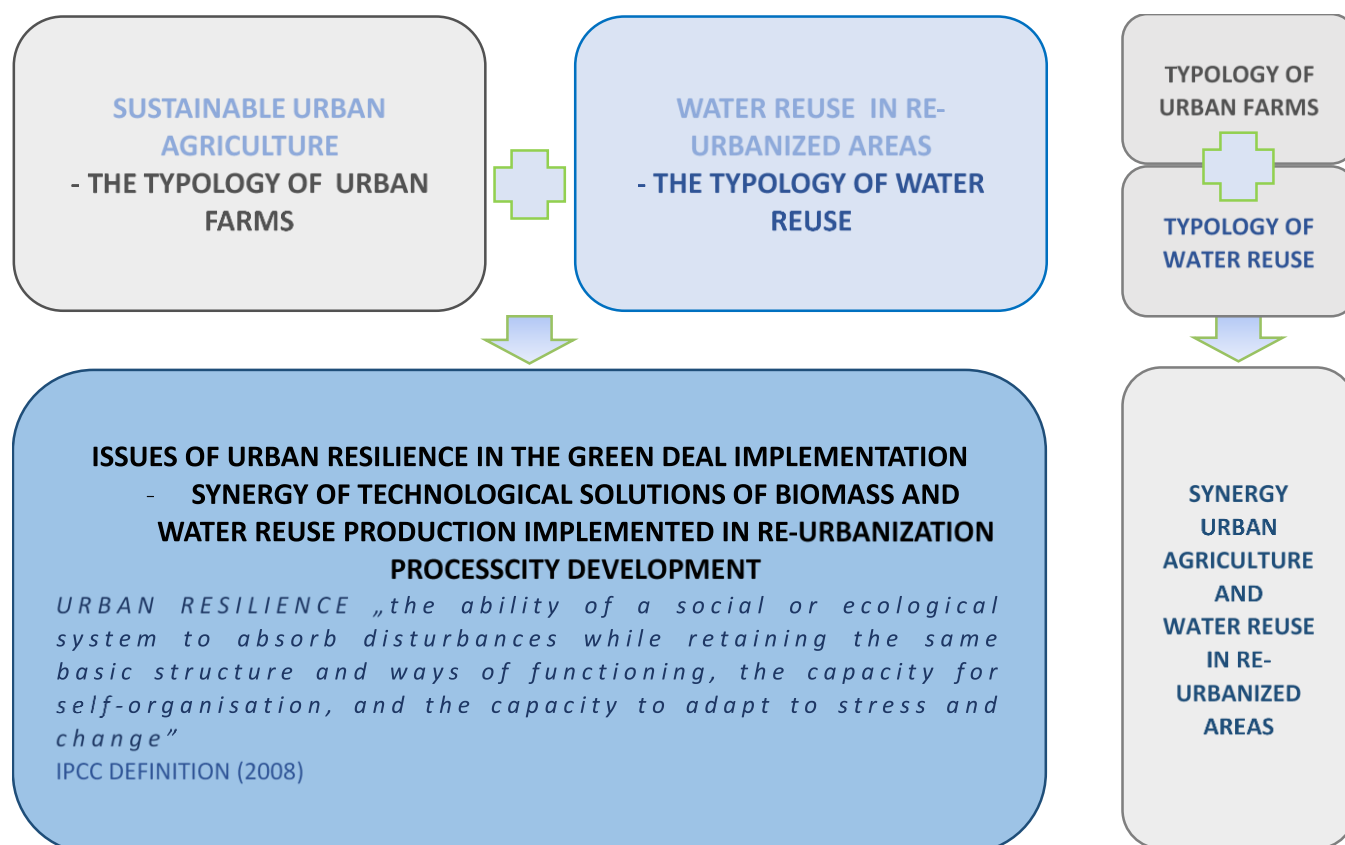 SUSTAINABLE URBAN
AGRICULTURE
- THE TYPOLOGY OF URBAN
FARMS
WATER REUSE IN RE-
URBANIZED AREAS
- THE TYPOLOGY OF WATER
REUSE
ISSUES OF URBAN RESILIENCE IN THE GREEN DEAL IMPLEMENTATION
- SYNERGY OF TECHNOLOGICAL SOLUTIONS OF BIOMASS AND
WATER REUSE PRODUCTION IMPLEMENTED IN RE-URBANIZATION
PROCESSCITY DEVELOPMENT
URBAN RESILIENCE „the ability of a social or ecological
system to absorb disturbances while retaining the same
basic structure and ways of functioning, the capacity for
self-organisation, and the capacity to adapt to stress and
change”
IPCC DEFINITION (2008)
TYPOLOGY OF
URBAN FARMS
TYPOLOGY OF
WATER REUSE
SYNERGY
URBAN
AGRICULTURE
AND
WATER REUSE
IN RE-
URBANIZED
AREAS